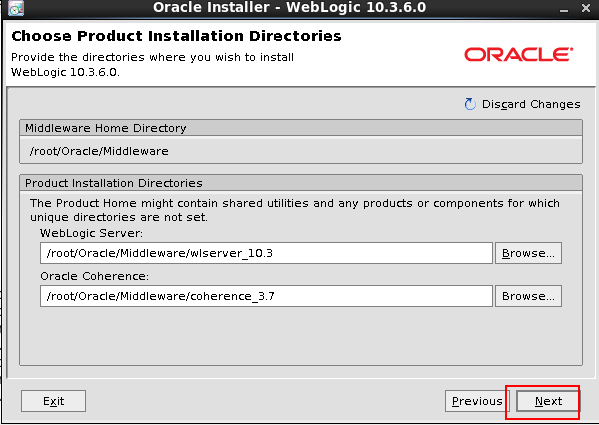 Oracle Installer - WebLogic 10.3.6.0
Choose Product Installation Directories
Provide the directories where you wish to install
WebLogic 10.3.6.0.
ORACLE®
Discard Changes
Middleware Home Directory
/root/Oracle/Middleware
Product Installation Directories
The Product Home might contain shared utilities and any products or components for which
unique directories are not set.
WebLogic Server:
/root/Oracle/Middleware/wlserver_10.3
Browse...
Oracle Coherence:
/root/Oracle/Middleware/coherence_3.7
Browse...
Exit
Previous
Next